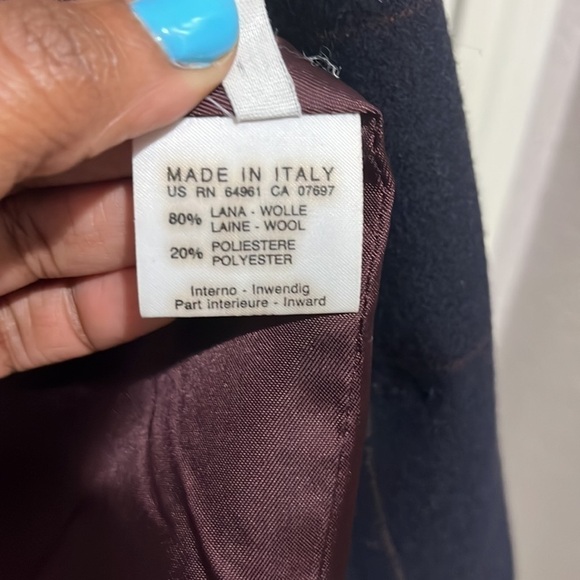 MADE IN ITALY
US RN 64961 CA 07697
80% LANA - WOLLE
LAINE - WOOL
20% POLIESTERE
POLYESTER
Interno - Inwendig
Part interieure - Inward